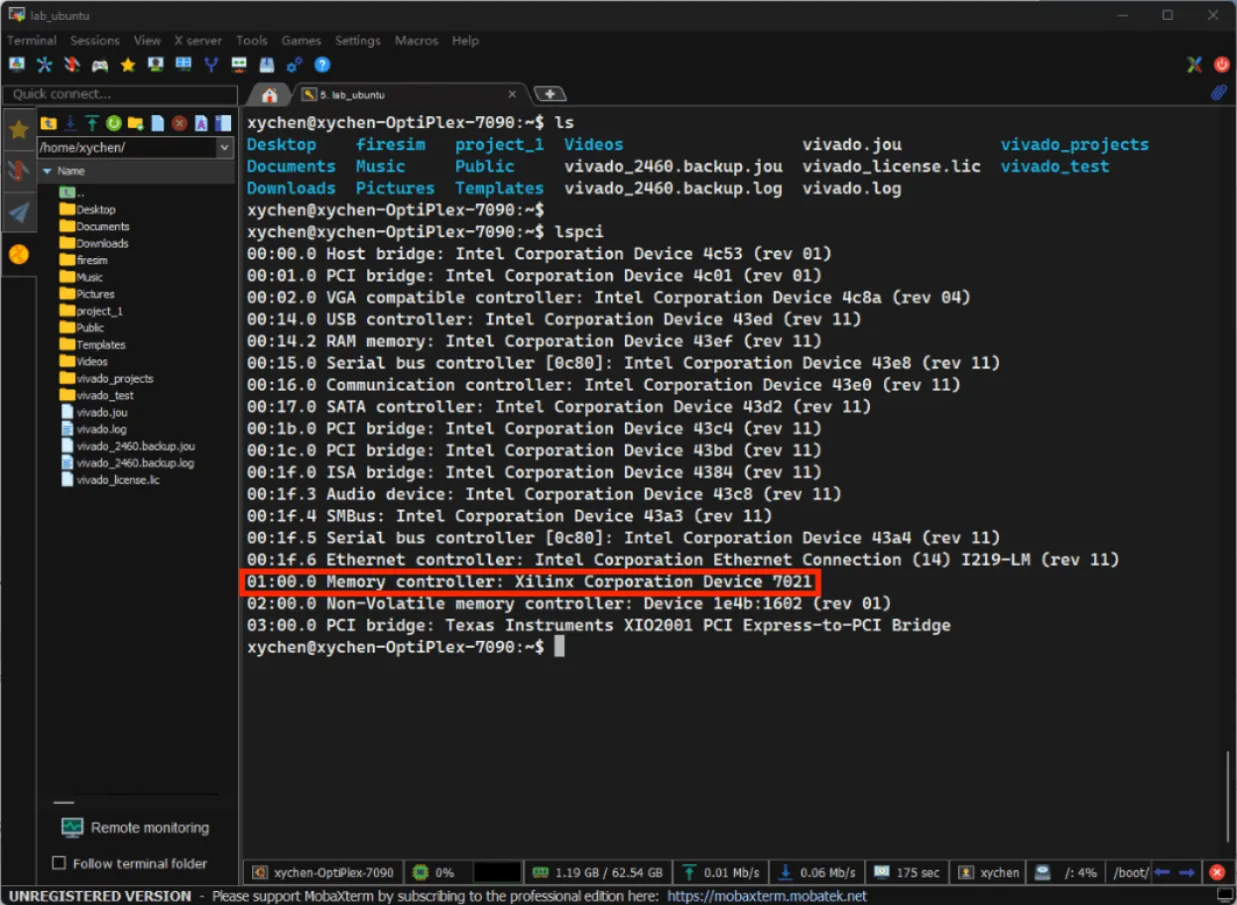 lab_ubuntu
Terminal Sessions View X server Tools Games Settings Macros Help
Quick connect...
5. lab_ubuntu
/home/xychen/
Name
..
Desktop
Documents
Downloads
firesim
Music
Pictures
project_1
Public
Templates
Videos
vivado_projects
vivado_test
vivado.jou
vivado.log
vivado_2460.backup.jou
vivado_2460.backup.log
vivado_license.lic
Remote monitoring
Follow terminal folder
xychen@xychen-OptiPlex-7090:~$ ls
Desktop firesim project_1 Videos vivado.jou vivado_projects
Documents Music Public vivado_2460.backup.jou vivado_license.lic vivado_test
Downloads Pictures Templates vivado_2460.backup.log vivado.log
xychen@xychen-OptiPlex-7090:~$
xychen@xychen-OptiPlex-7090:~$ lspci
00:00.0 Host bridge: Intel Corporation Device 4c53 (rev 01)
00:01.0 PCI bridge: Intel Corporation Device 4c01 (rev 01)
00:02.0 VGA compatible controller: Intel Corporation Device 4c8a (rev 04)
00:14.0 USB controller: Intel Corporation Device 43ed (rev 11)
00:14.2 RAM memory: Intel Corporation Device 43ef (rev 11)
00:15.0 Serial bus controller [0c80]: Intel Corporation Device 43e8 (rev 11)
00:16.0 Communication controller: Intel Corporation Device 43e0 (rev 11)
00:17.0 SATA controller: Intel Corporation Device 43d2 (rev 11)
00:1b.0 PCI bridge: Intel Corporation Device 43c4 (rev 11)
00:1c.0 PCI bridge: Intel Corporation Device 43bd (rev 11)
00:1f.0 ISA bridge: Intel Corporation Device 4384 (rev 11)
00:1f.3 Audio device: Intel Corporation Device 43c8 (rev 11)
00:1f.4 SMBus: Intel Corporation Device 43a3 (rev 11)
00:1f.5 Serial bus controller [0c80]: Intel Corporation Device 43a4 (rev 11)
00:1f.6 Ethernet controller: Intel Corporation Ethernet Connection (14) I219-LM (rev 11)
01:00.0 Memory controller: Xilinx Corporation Device 7021
02:00.0 Non-Volatile memory controller: Device 1e4b:1602 (rev 01)
03:00.0 PCI bridge: Texas Instruments XIO2001 PCI Express-to-PCI Bridge
xychen@xychen-OptiPlex-7090:~$
xychen-OptiPlex-7090 0% 1.19 GB / 62.54 GB 0.01 Mb/s 0.06 Mb/s 175 sec xychen /: 4% /boot/
UNREGISTERED VERSION - Please support MobaXterm by subscribing to the professional edition here: https://mobaxterm.mobatek.net